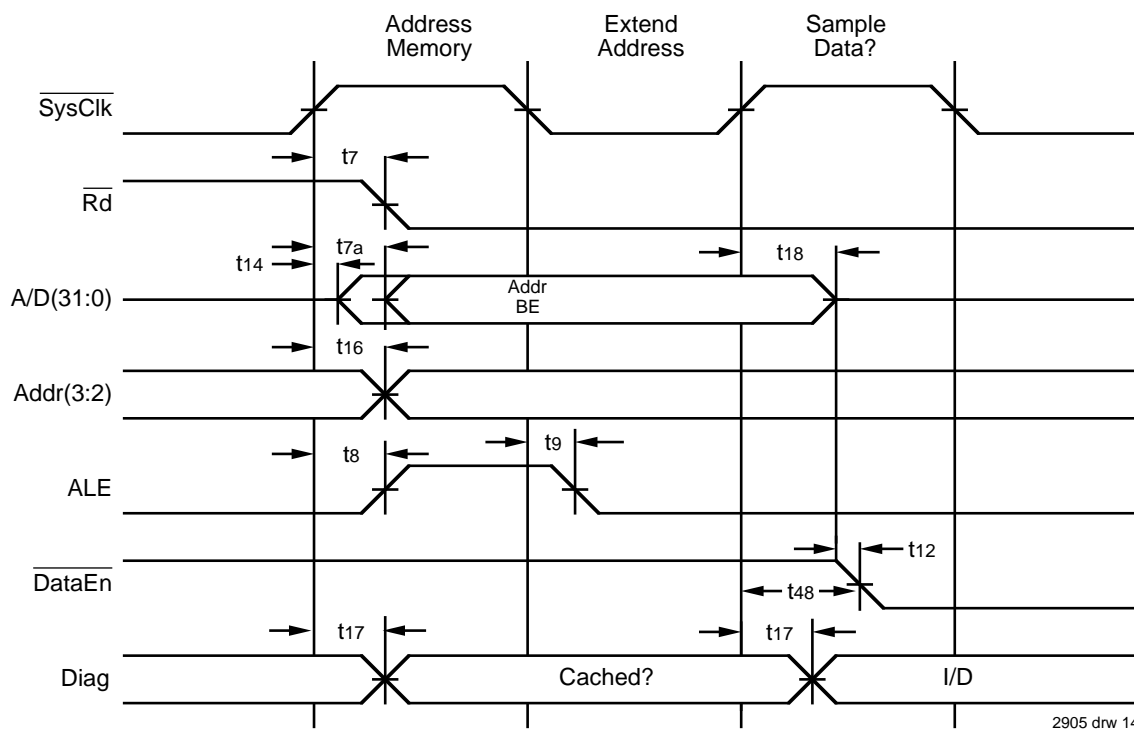 Address
Memory
Extend
Address
Sample
Data?
SysClk
t7
Rd
t7a
t14
t18
A/D(31:0)
Addr
BE
t16
Addr(3:2)
t8
t9
ALE
t12
DataEn
t48
t17
t17
Diag
Cached?
I/D
2905 drw 14